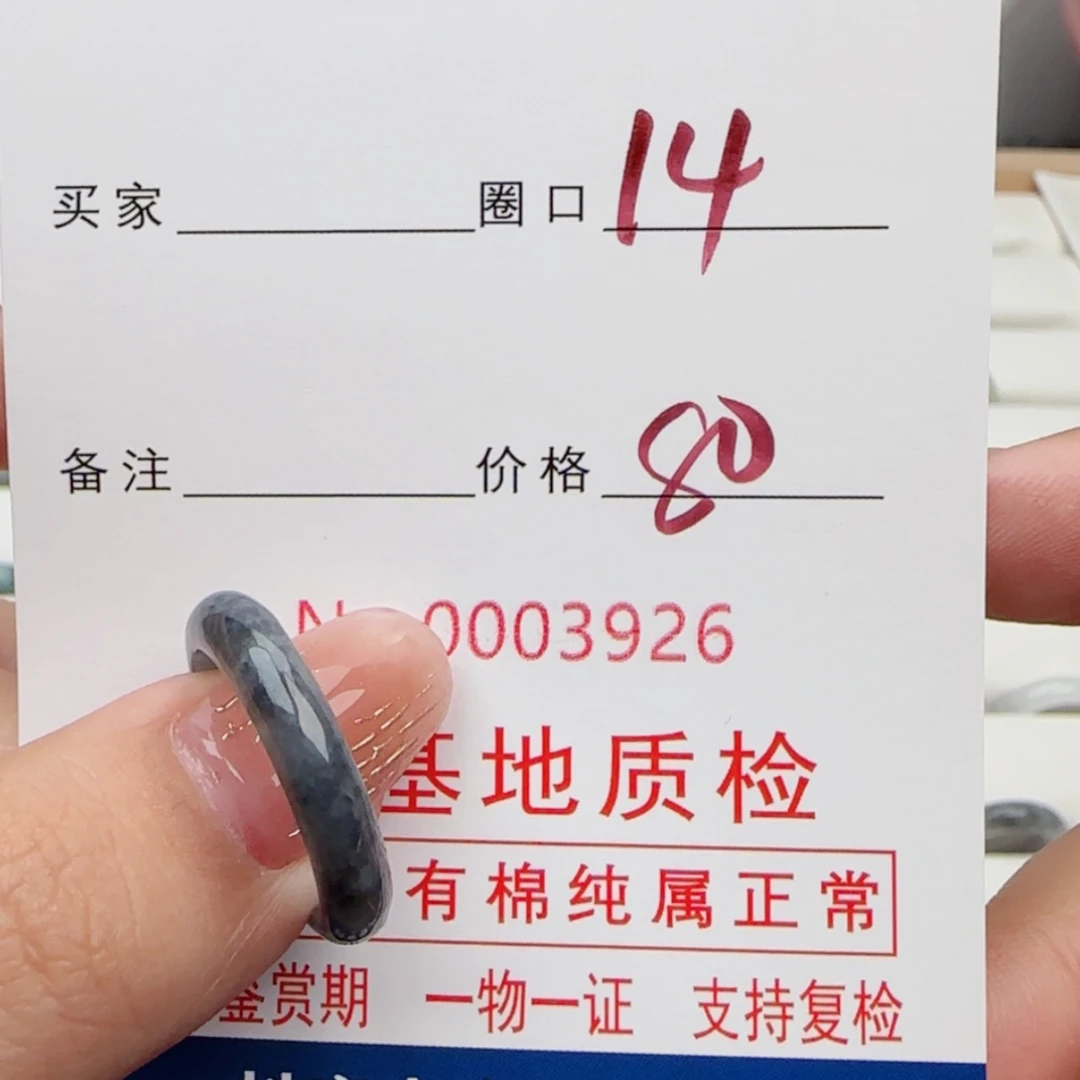 买家 圈口 14
备注 价格 80
N 0003926
基地质检
有棉纯属正常
鉴赏期 一物一证 支持复检